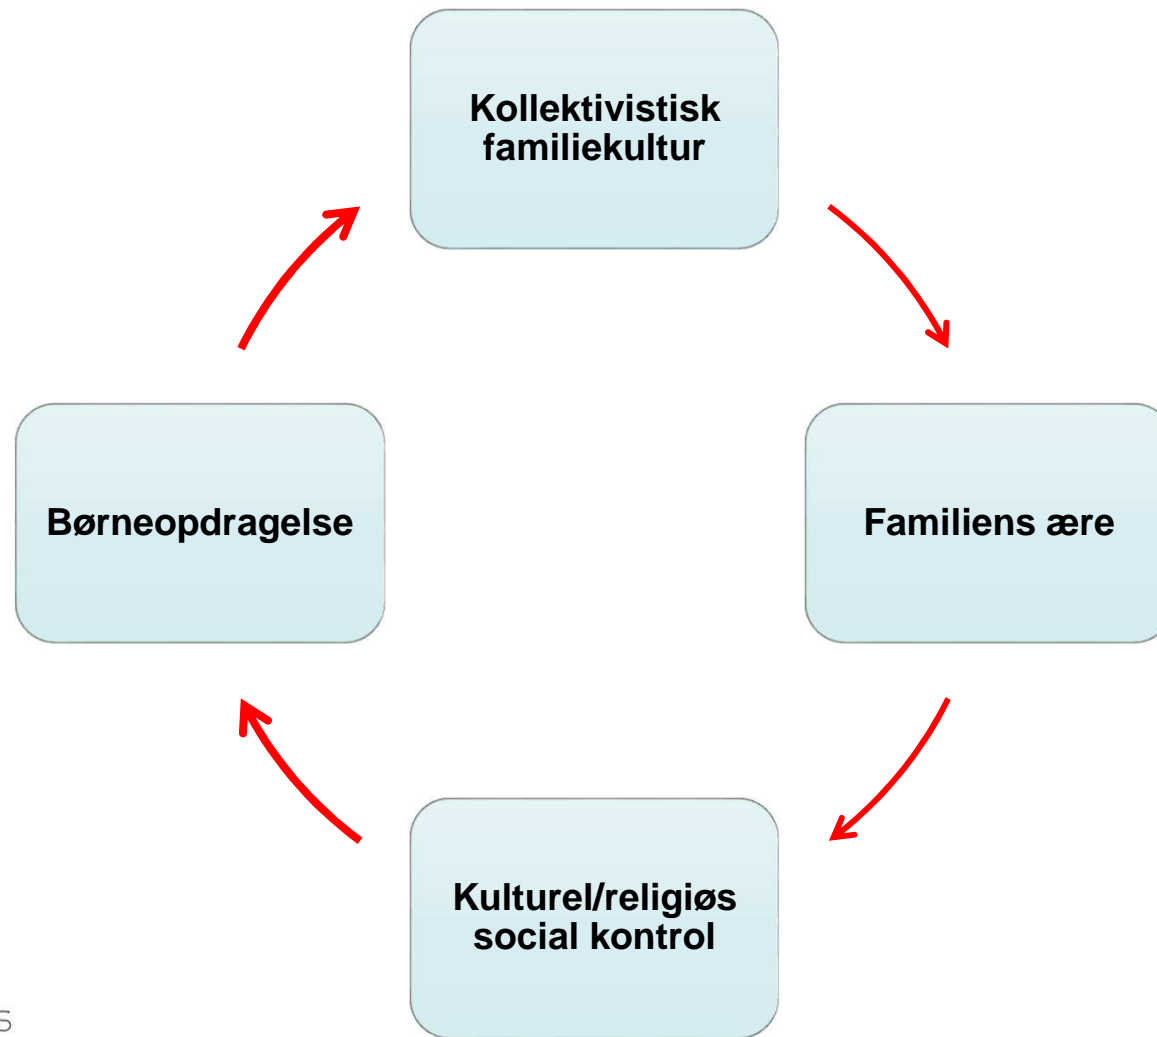 Kollektivistisk
familiekultur
Børneopdragelse
Familiens ære
Kulturel/religiøs
social kontrol